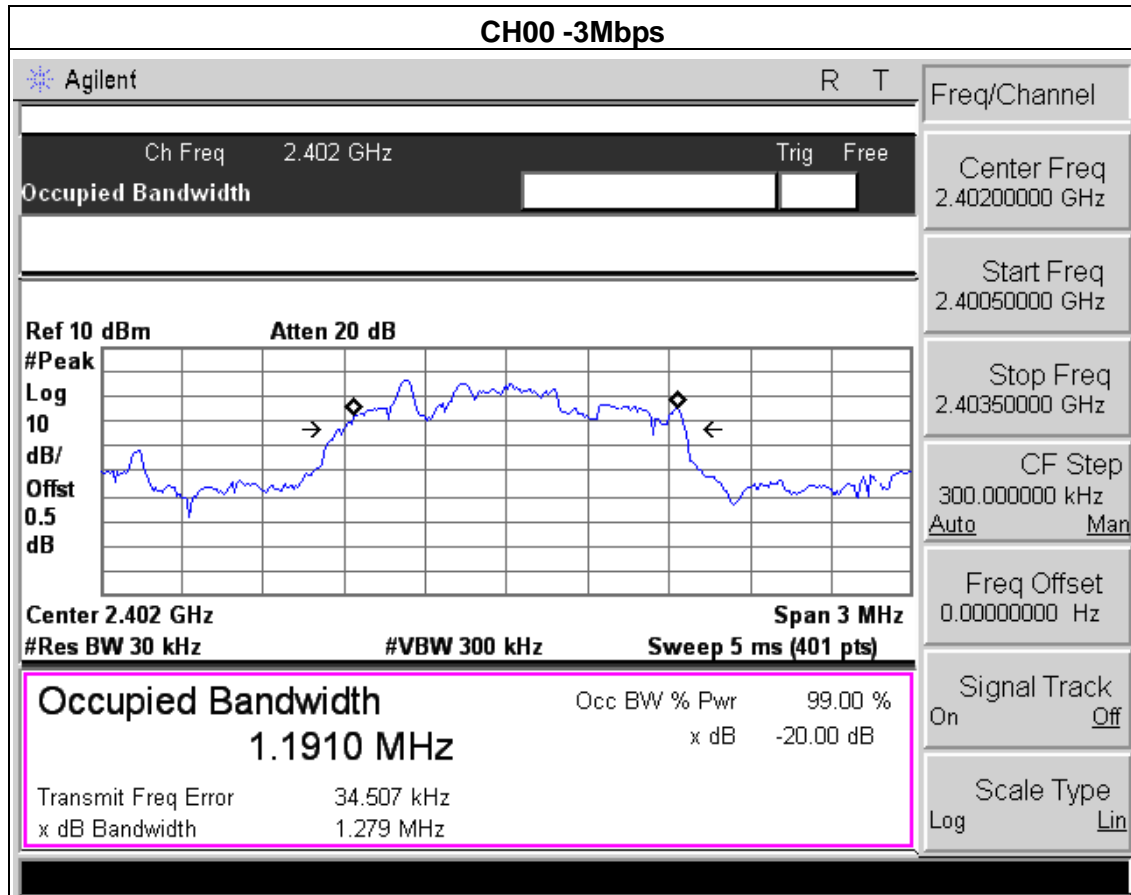 CH00 -3Mbps
Agilent R T
Ch Freq 2.402 GHz Trig Free
Occupied Bandwidth
Ref 10 dBm Atten 20 dB
#Peak
Log
10
dB/
Offst
0.5
dB
Center 2.402 GHz Span 3 MHz
#Res BW 30 kHz #VBW 300 kHz Sweep 5 ms (401 pts)
Occupied Bandwidth
1.1910 MHz
Occ BW % Pwr 99.00 %
x dB -20.00 dB
Transmit Freq Error 34.507 kHz
x dB Bandwidth 1.279 MHz
Freq/Channel
Center Freq
2.40200000 GHz
Start Freq
2.40050000 GHz
Stop Freq
2.40350000 GHz
CF Step
300.000000 kHz
Auto Man
Freq Offset
0.00000000 Hz
Signal Track
On Off
Scale Type
Log Lin